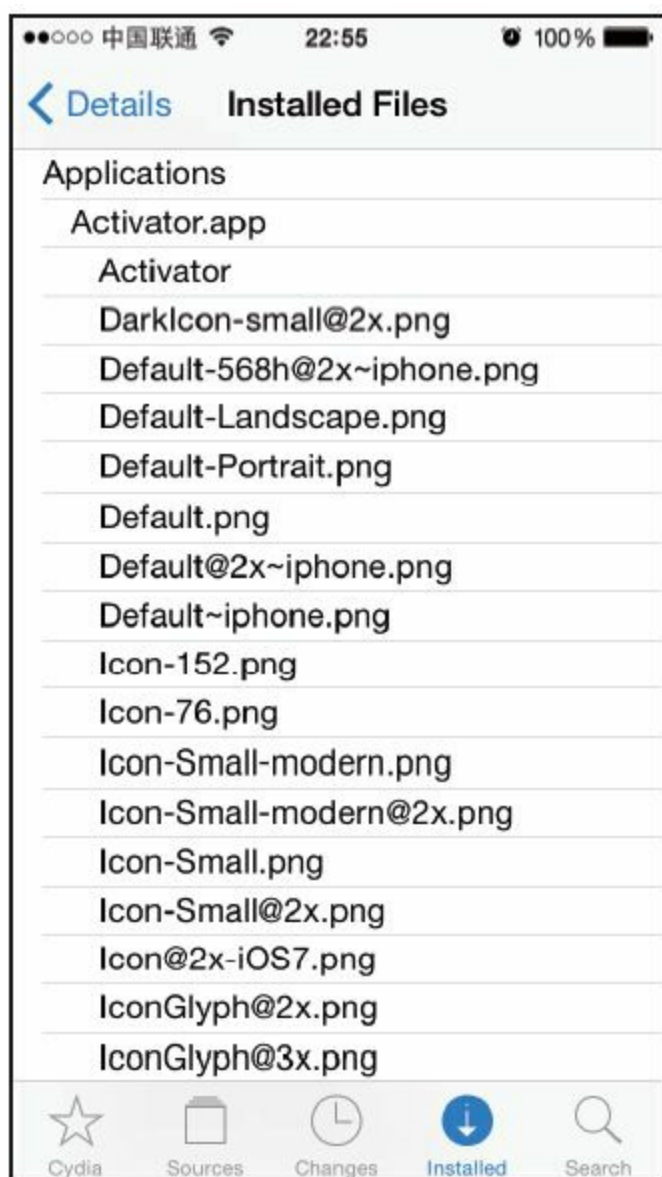 中国联通 22:55 100%
Details Installed Files
Applications
Activator.app
Activator
DarkIcon-small@2x.png
Default-568h@2x~iphone.png
Default-Landscape.png
Default-Portrait.png
Default.png
Default@2x~iphone.png
Default~iphone.png
Icon-152.png
Icon-76.png
Icon-Small-modern.png
Icon-Small-modern@2x.png
Icon-Small.png
Icon-Small@2x.png
Icon@2x-iOS7.png
IconGlyph@2x.png
IconGlyph@3x.png
Cydia Sources Changes Installed Search